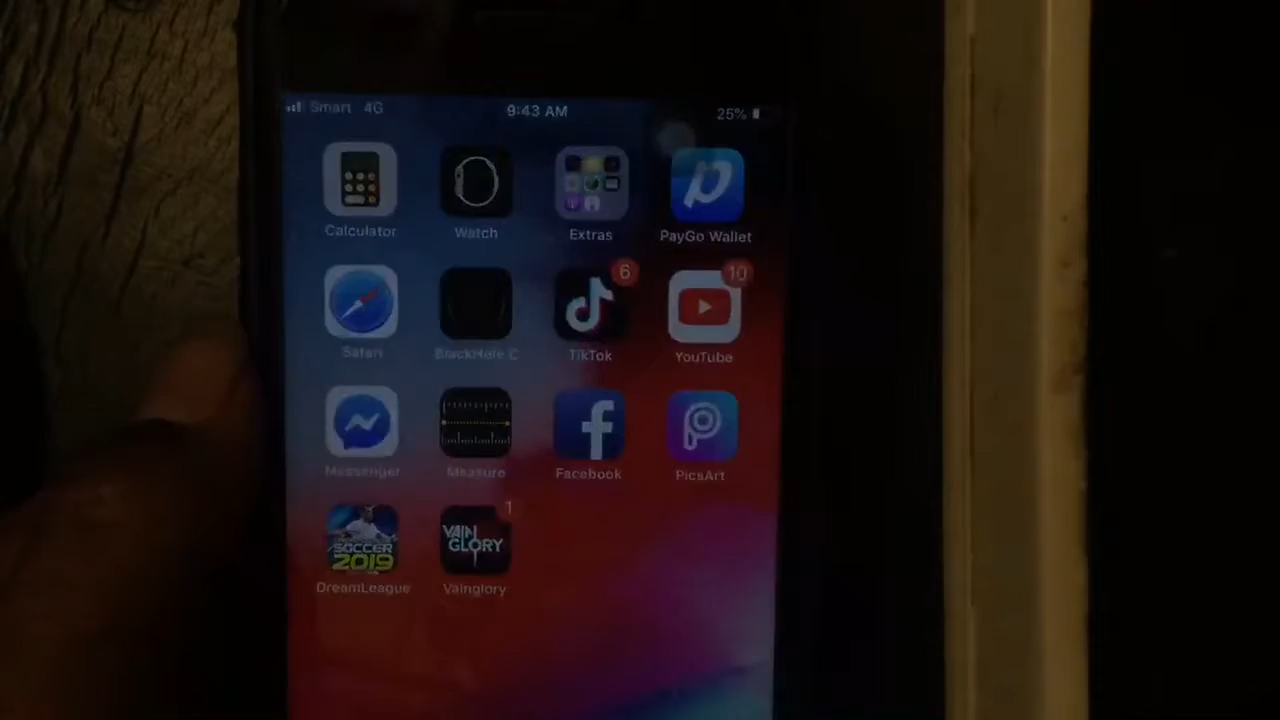 Smart 4G 9:43 AM 25%
Calculator Watch Extras PayGo Wallet
6 10
Safari BlackHole C TikTok YouTube
Messenger Measure Facebook PicsArt
1
SOCCER VAIN
2019 GLORY
DreamLeague Vainglory